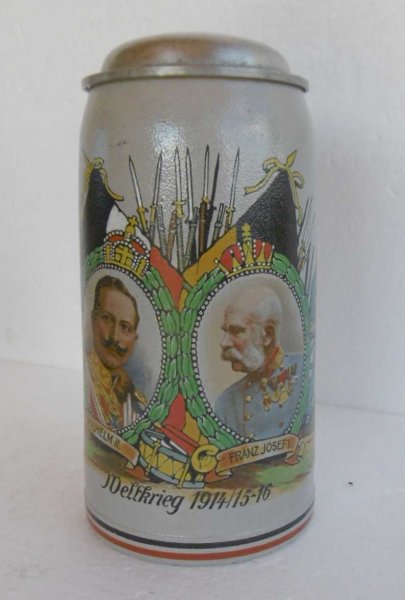 WILHELM II.
FRANZ JOSEF I.
Weltkrieg 1914/15-16